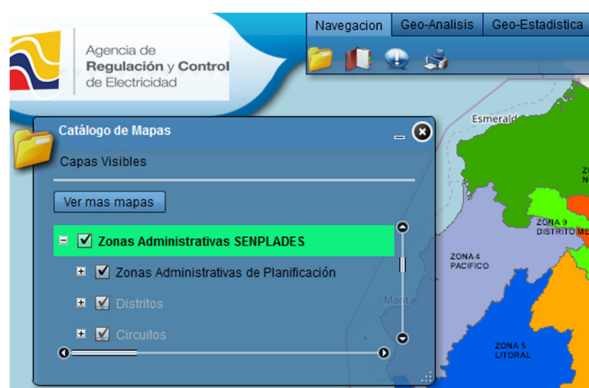 Navegacion Geo-Analisis Geo-Estadistica
Agencia de
Regulación y Control
de Electricidad
Catálogo de Mapas
Capas Visibles
Ver mas mapas
Zonas Administrativas SENPLADES
Zonas Administrativas de Planificación
Distritos
Circuitos
Esmerald
ZONA 9
DISTRITO ME
ZONA 4
PACIFICO
Manta
ZONA 5
LITORAL